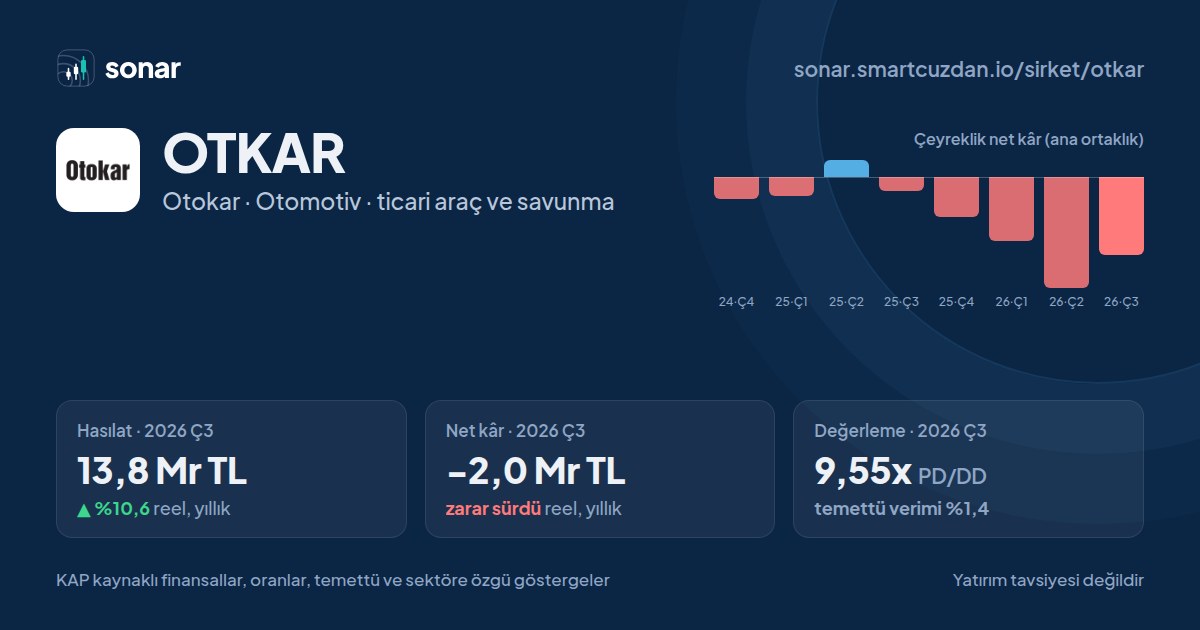 sonar
sonar.smartcuzdan.io/sirket/otkar
Otokar
OTKAR
Otokar · Otomotiv · ticari araç ve savunma
Çeyreklik net kâr (ana ortaklık)
24·Ç4 25·Ç1 25·Ç2 25·Ç3 25·Ç4 26·Ç1 26·Ç2 26·Ç3
Hasılat · 2026 Ç3
13,8 Mr TL
▲ %10,6 reel, yıllık
Net kâr · 2026 Ç3
−2,0 Mr TL
zarar sürdü reel, yıllık
Değerleme · 2026 Ç3
9,55x PD/DD
temettü verimi %1,4
KAP kaynaklı finansallar, oranlar, temettü ve sektöre özgü göstergeler
Yatırım tavsiyesi değildir